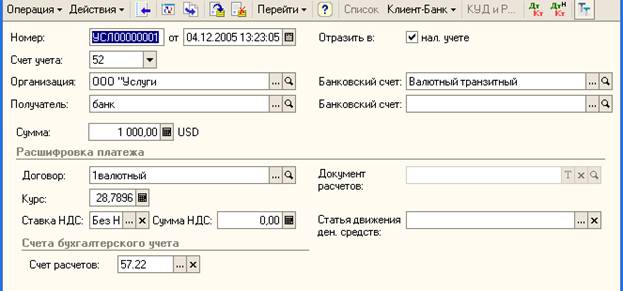 Операция Действия Перейти Список Клиент-Банк КУД и Р... Дт Кт ДтН Кт
Номер: УСЛ00000001 от 04.12.2005 13:23:05 Отразить в: нал. учете
Счет учета: 52
Организация: ООО "Услуги ... Банковский счет: Валютный транзитный ...
Получатель: банк ... Банковский счет: ...
Сумма: 1 000,00 USD
Расшифровка платежа
Договор: 1валютный ... Документ расчетов: T
Курс: 28,7896
Ставка НДС: Без Н ... Сумма НДС: 0,00 Статья движения ден. средств: ...
Счета бухгалтерского учета
Счет расчетов: 57.22 ...